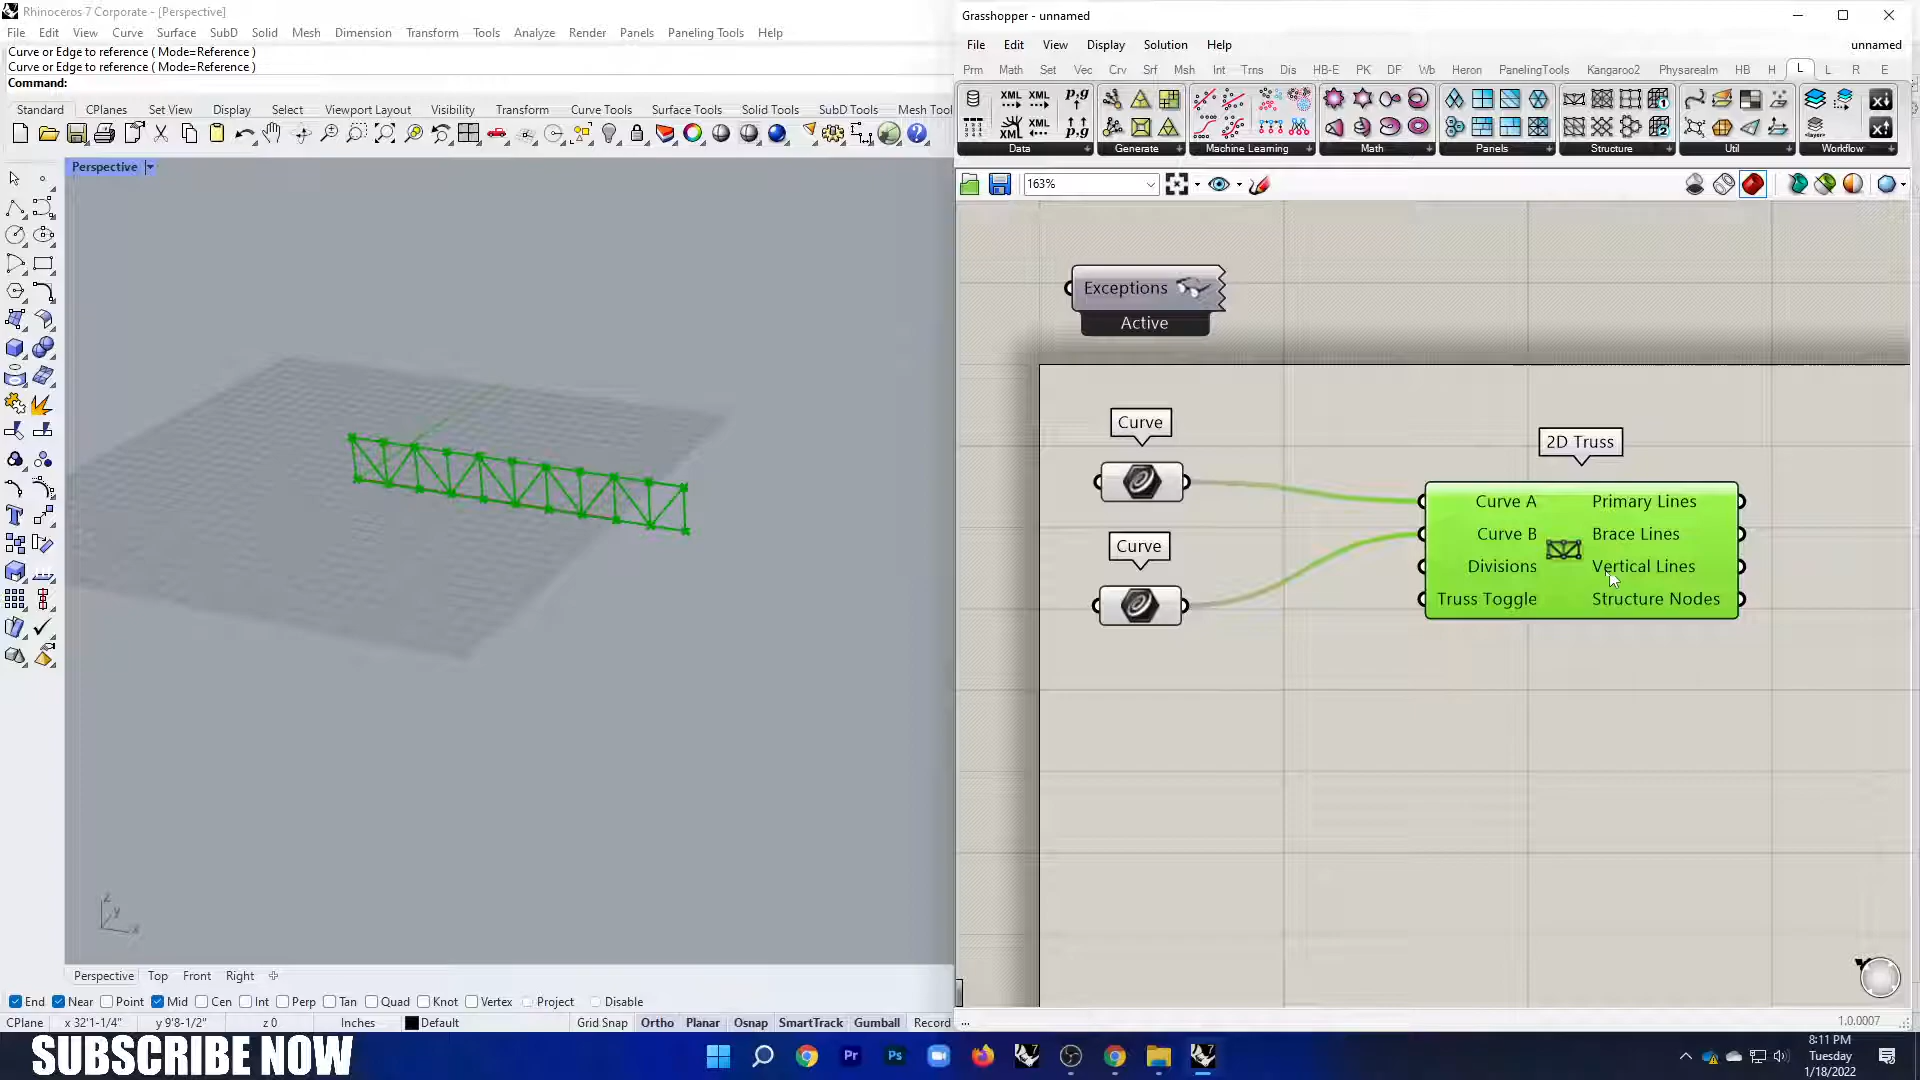 Rhinoceros 7 Corporate - [Perspective]
File Edit View Curve Surface SubD Solid Mesh Dimension Transform Tools Analyze Render Panels Paneling Tools Help
Curve or Edge to reference ( Mode=Reference )
Curve or Edge to reference ( Mode=Reference )
Command:
Standard CPlanes Set View Display Select Viewport Layout Visibility Transform Curve Tools Surface Tools Solid Tools SubD Tools Mesh Tool
Perspective
z
y
x
Perspective Top Front Right
End Near Point Mid Cen Int Perp Tan Quad Knot Vertex Project Disable
CPlane x 32'1-1/4" y 9'8-1/2" z 0 Inches Default Grid Snap Ortho Planar Osnap SmartTrack Gumball Record
Grasshopper - unnamed
File Edit View Display Solution Help unnamed
Prm Math Set Vec Crv Srf Msh Int Trns Dis HB-E PK DF Wb Heron PanelingTools Kangaroo2 Physarealm HB H L L R E
XML XML p,q
XML XML p,q
Data Generate Machine Learning Math Panels Structure Util Workflow
163%
Exceptions
Active
Curve
Curve
2D Truss
Curve A Primary Lines
Curve B Brace Lines
Divisions Vertical Lines
Truss Toggle Structure Nodes
...
1.0.0007
SUBSCRIBE NOW
Pr Ps
8:11 PM
Tuesday
1/18/2022